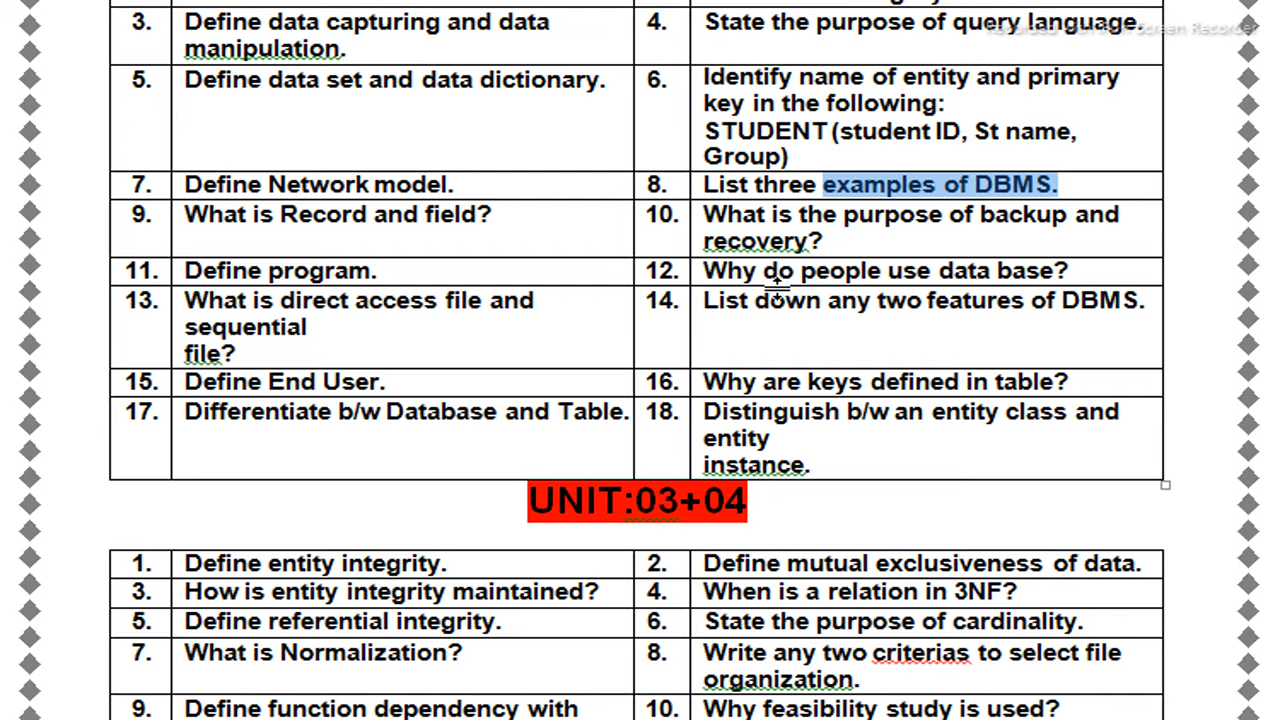 3. Define data capturing and data
manipulation.
4. State the purpose of query language.
Screen Recorder
5. Define data set and data dictionary.
6. Identify name of entity and primary
key in the following:
STUDENT (student ID, St name,
Group)
7. Define Network model.
8. List three examples of DBMS.
9. What is Record and field?
10. What is the purpose of backup and
recovery?
11. Define program.
12. Why do people use data base?
13. What is direct access file and
sequential
file?
14. List down any two features of DBMS.
15. Define End User.
16. Why are keys defined in table?
17. Differentiate b/w Database and Table.
18. Distinguish b/w an entity class and
entity
instance.
UNIT:03+04
1. Define entity integrity.
2. Define mutual exclusiveness of data.
3. How is entity integrity maintained?
4. When is a relation in 3NF?
5. Define referential integrity.
6. State the purpose of cardinality.
7. What is Normalization?
8. Write any two criterias to select file
organization.
9. Define function dependency with
10. Why feasibility study is used?